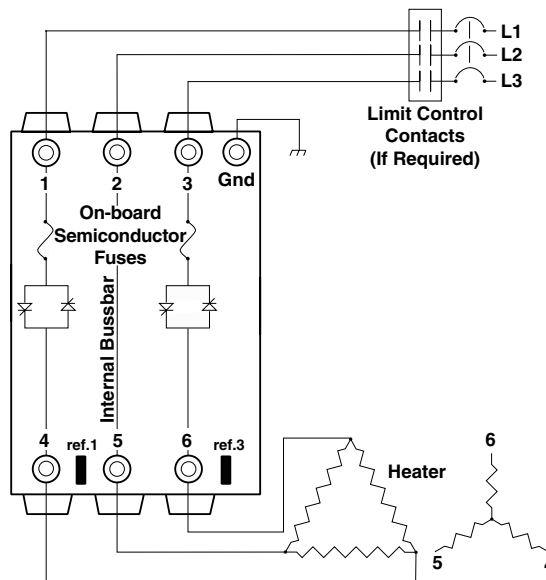 L1
L2
L3
Limit Control
Contacts
(If Required)
1 2 3 Gnd
On-board
Semiconductor
Fuses
Internal Bussbar
4 ref.1 5 6 ref.3
Heater
6
5